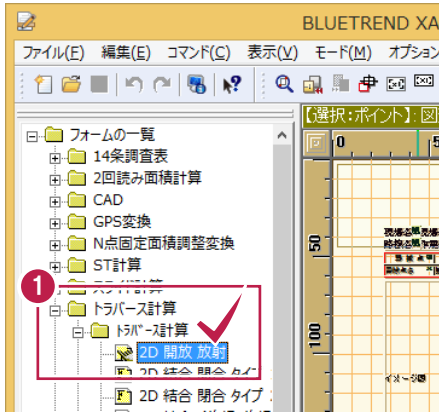 BLUETREND XA
ファイル(F) 編集(E) コマンド(C) 表示(V) モード(M) オプション
【選択:ポイント】: 図
フォームの一覧
14条調査表
2回読み面積計算
CAD
GPS変換
N点固定面積調整変換
ST計算
1
トラバース計算
トラバース計算
2D 開放 放射
2D 結合 閉合 タイプ
2D 結合 閉合 タイプ
0
50
100
イメージ図